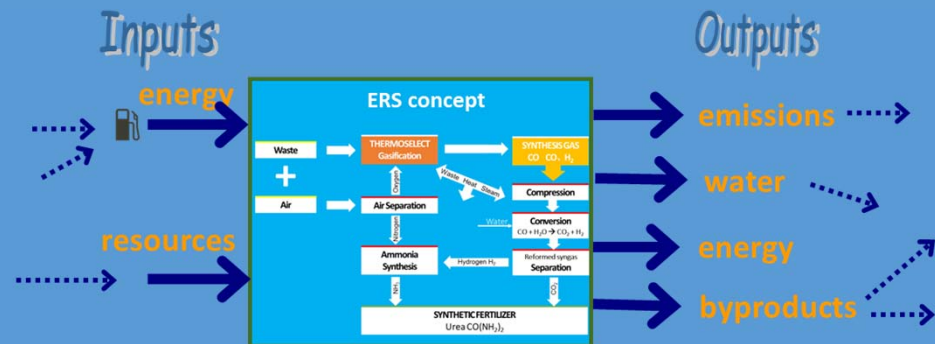 Inputs
Outputs
energy
resources
ERS concept
Waste
+
Air
THERMOSELECT
Gasification
SYNTHESIS GAS
CO CO₂ H₂
Oxygen
Waste Heat Steam
Air Separation
Compression
Nitrogen
Water
Conversion
CO + H₂O → CO₂ + H₂
Ammonia
Synthesis
Hydrogen H₂
Reformed syngas
Separation
NH₃
CO₂
SYNTHETIC FERTILIZER
Urea CO(NH₂)₂
emissions
water
energy
byproducts